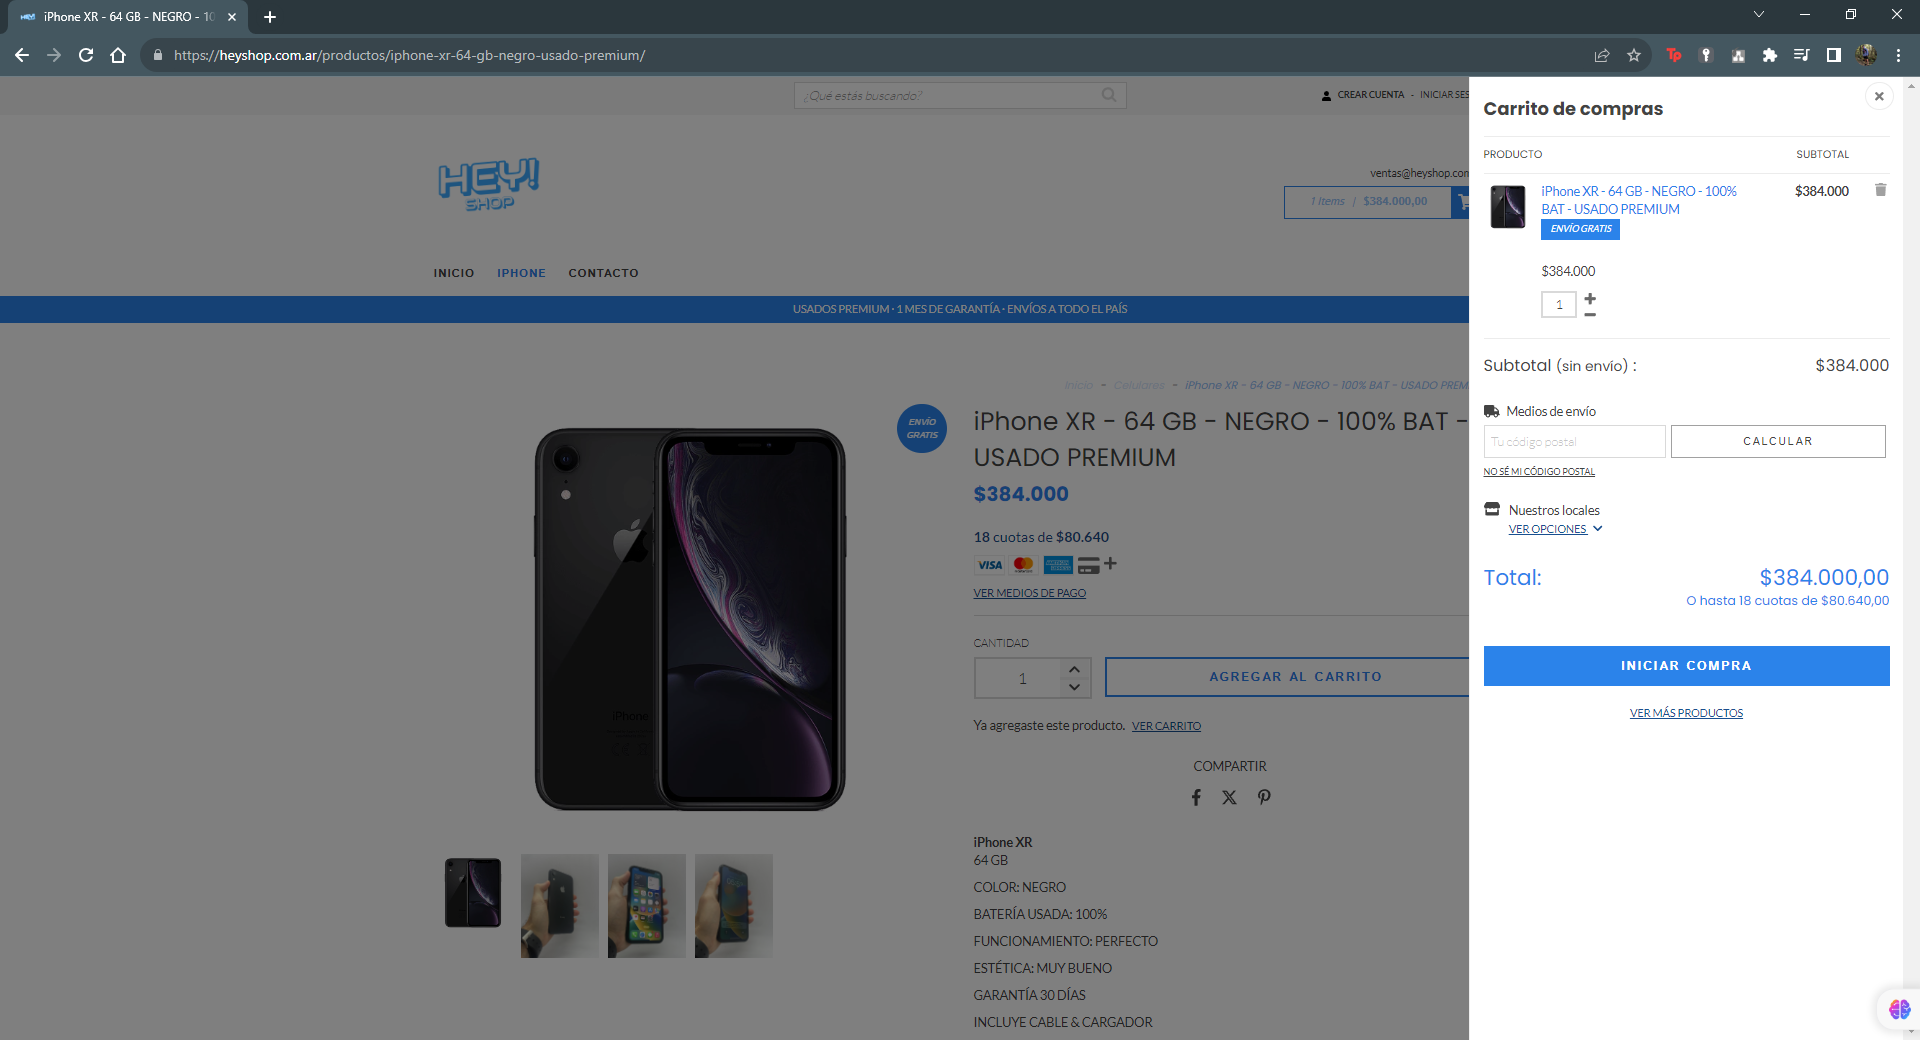 iPhone XR - 64 GB - NEGRO - 10
https://heyshop.com.ar/productos/iphone-xr-64-gb-negro-usado-premium/
Tp
¿Qué estás buscando?
CREAR CUENTA - INICIAR SES
HEY!
SHOP
ventas@heyshop.com
1 Items | $384.000,00
INICIO IPHONE CONTACTO
USADOS PREMIUM · 1 MES DE GARANTÍA · ENVÍOS A TODO EL PAÍS
Inicio - Celulares - iPhone XR - 64 GB - NEGRO - 100% BAT - USADO PREM
ENVÍO
GRATIS
iPhone XR - 64 GB - NEGRO - 100% BAT -
USADO PREMIUM
$384.000
18 cuotas de $80.640
VISA
VER MEDIOS DE PAGO
CANTIDAD
1
AGREGAR AL CARRITO
Ya agregaste este producto. VER CARRITO
COMPARTIR
iPhone
iPhone XR
64 GB
COLOR: NEGRO
BATERÍA USADA: 100%
FUNCIONAMIENTO: PERFECTO
ESTÉTICA: MUY BUENO
GARANTÍA 30 DÍAS
INCLUYE CABLE & CARGADOR
Carrito de compras
PRODUCTO SUBTOTAL
iPhone XR - 64 GB - NEGRO - 100%
BAT - USADO PREMIUM
$384.000
ENVÍO GRATIS
$384.000
1
Subtotal (sin envío) : $384.000
Medios de envío
Tu código postal
CALCULAR
NO SÉ MI CÓDIGO POSTAL
Nuestros locales
VER OPCIONES
Total: $384.000,00
O hasta 18 cuotas de $80.640,00
INICIAR COMPRA
VER MÁS PRODUCTOS